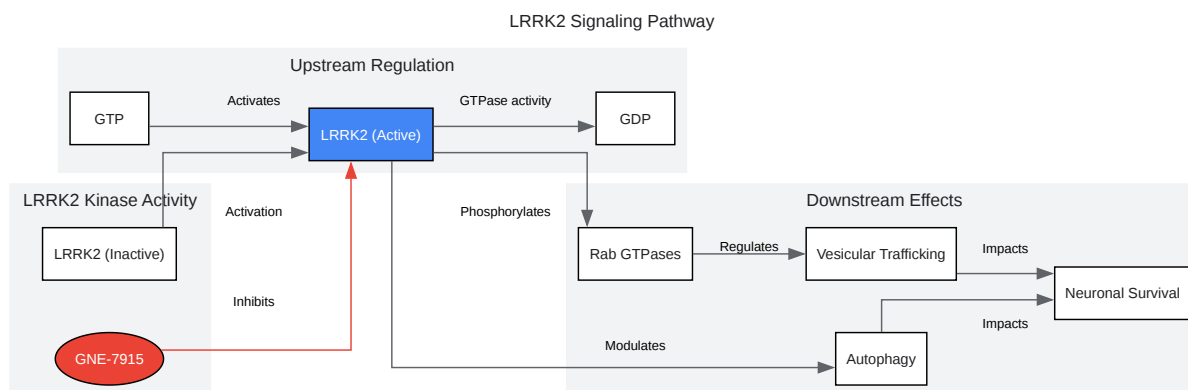 LRRK2 Signaling Pathway
Upstream Regulation
GTP
Activates
LRRK2 (Active)
GTPase activity
GDP
LRRK2 Kinase Activity
LRRK2 (Inactive)
Activation
Inhibits
GNE-7915
Phosphorylates
Downstream Effects
Rab GTPases
Regulates
Vesicular Trafficking
Impacts
Neuronal Survival
Impacts
Modulates
Autophagy